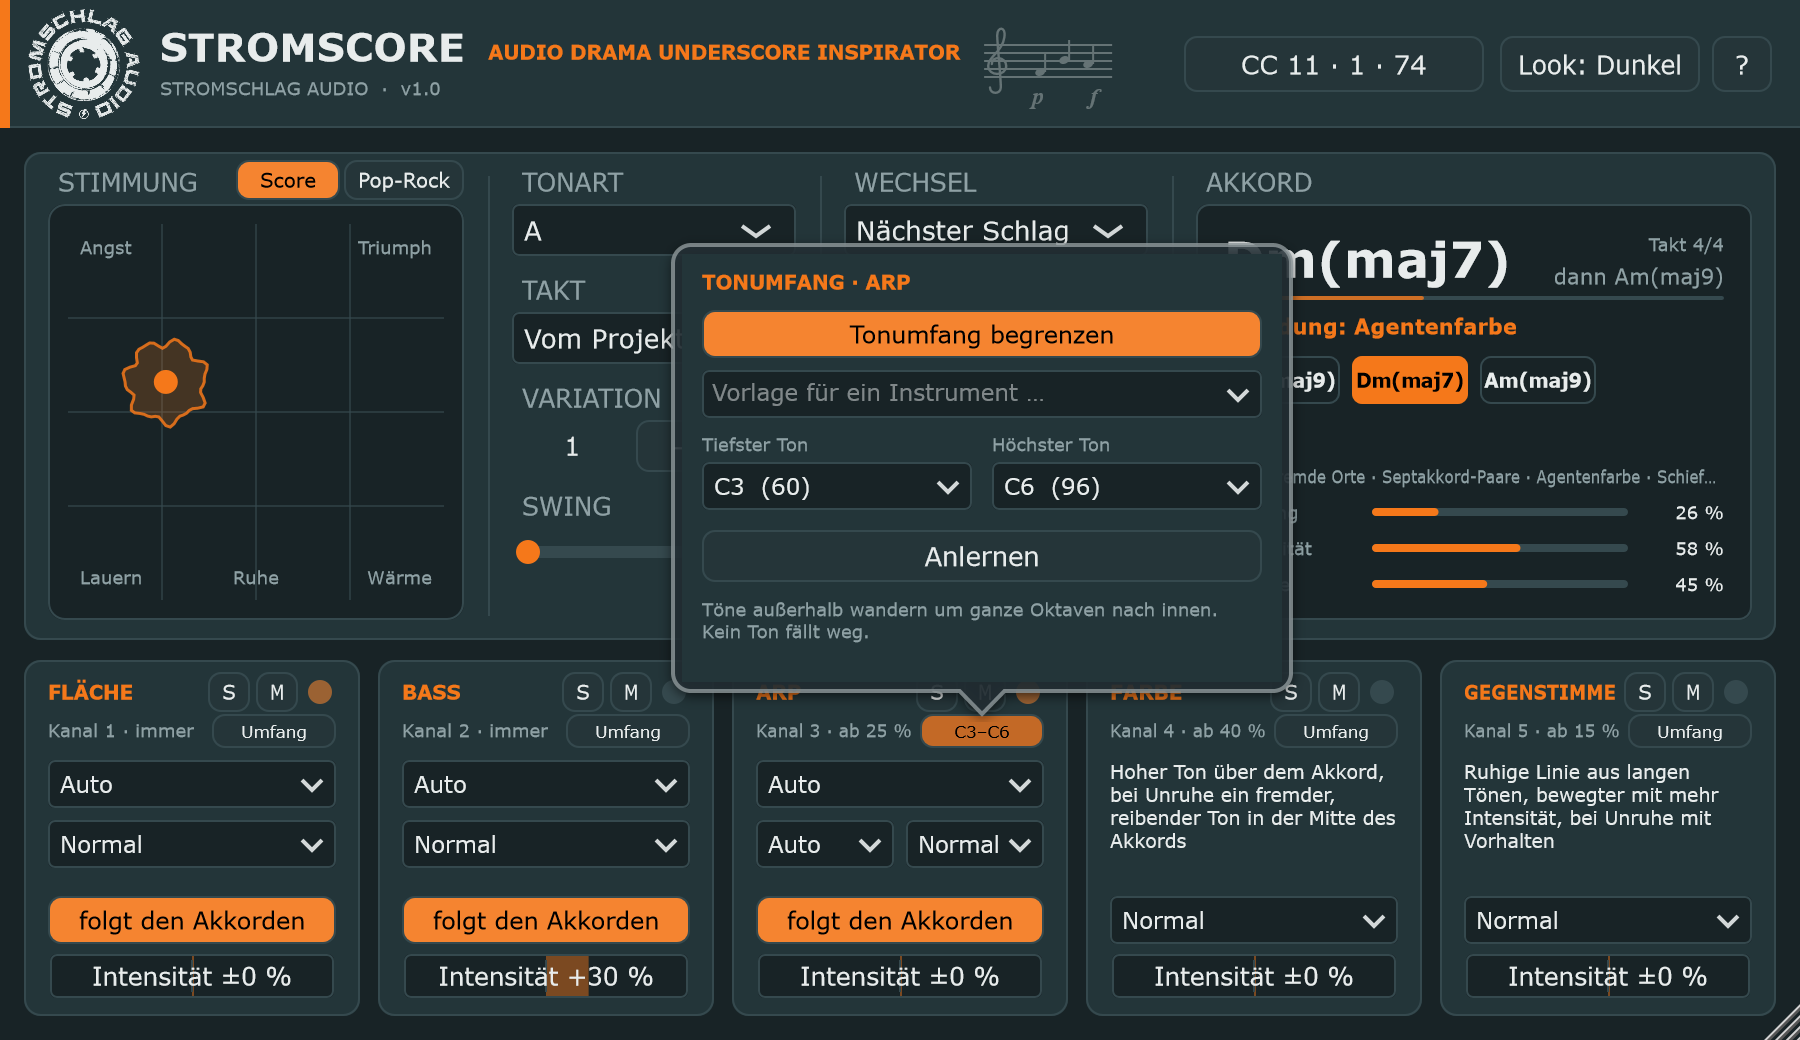 STROMSCHLAG AUDIO
STROMSCORE
AUDIO DRAMA UNDERSCORE INSPIRATOR
STROMSCHLAG AUDIO · v1.0
p f
CC 11 · 1 · 74
Look: Dunkel
?
STIMMUNG
Score
Pop-Rock
Angst
Triumph
Lauern
Ruhe
Wärme
TONART
A
TAKT
Vom Projekt
VARIATION
1
SWING
WECHSEL
Nächster Schlag
AKKORD
Dm(maj7)
Takt 4/4
dann Am(maj9)
dung: Agentenfarbe
aj9)
Dm(maj7)
Am(maj9)
emde Orte · Septakkord-Paare · Agentenfarbe · Schief...
g
26 %
tät
58 %
45 %
TONUMFANG · ARP
Tonumfang begrenzen
Vorlage für ein Instrument ...
Tiefster Ton
Höchster Ton
C3 (60)
C6 (96)
Anlernen
Töne außerhalb wandern um ganze Oktaven nach innen.
Kein Ton fällt weg.
FLÄCHE
S
M
Kanal 1 · immer
Umfang
Auto
Normal
folgt den Akkorden
Intensität ±0 %
BASS
S
M
Kanal 2 · immer
Umfang
Auto
Normal
folgt den Akkorden
Intensität +30 %
ARP
S
M
Kanal 3 · ab 25 %
C3–C6
Auto
Auto
Normal
folgt den Akkorden
Intensität ±0 %
FARBE
S
M
Kanal 4 · ab 40 %
Umfang
Hoher Ton über dem Akkord,
bei Unruhe ein fremder,
reibender Ton in der Mitte des
Akkords
Normal
Intensität ±0 %
GEGENSTIMME
S
M
Kanal 5 · ab 15 %
Umfang
Ruhige Linie aus langen
Tönen, bewegter mit mehr
Intensität, bei Unruhe mit
Vorhalten
Normal
Intensität ±0 %